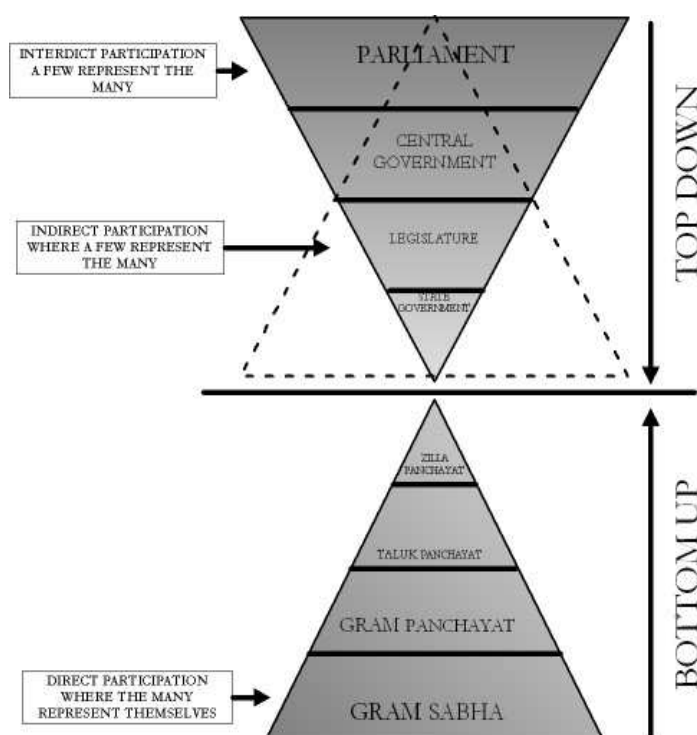 INTERDICT PARTICIPATION
A FEW REPRESENT THE
MANY
PARLIAMENT
CENTRAL
GOVERNMENT
INDIRECT PARTICIPATION
WHERE A FEW REPRESENT
THE MANY
LEGISLATURE
STATE
GOVERNMENT
TOP DOWN
ZILLA
PANCHAYAT
TALUK PANCHAYAT
GRAM PANCHAYAT
DIRECT PARTICIPATION
WHERE THE MANY
REPRESENT THEMSELVES
GRAM SABHA
BOTTOM UP